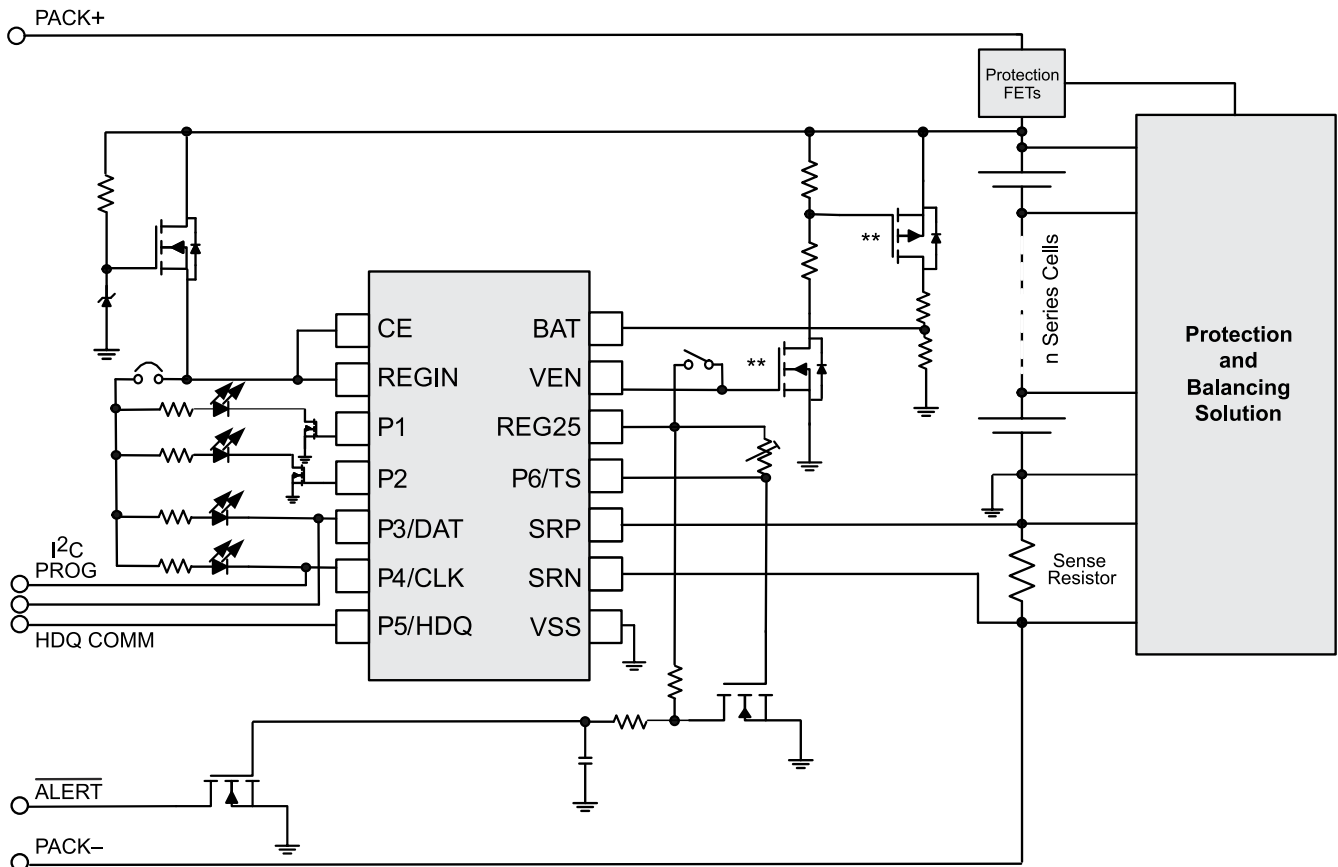 PACK+
Protection
FETs
**
n Series Cells
Protection
and
Balancing
Solution
CE
BAT
**
REGIN
VEN
P1
REG25
P2
P6/TS
P3/DAT
SRP
I2C
PROG
P4/CLK
SRN
Sense
Resistor
P5/HDQ
VSS
HDQ COMM
ALERT
PACK–